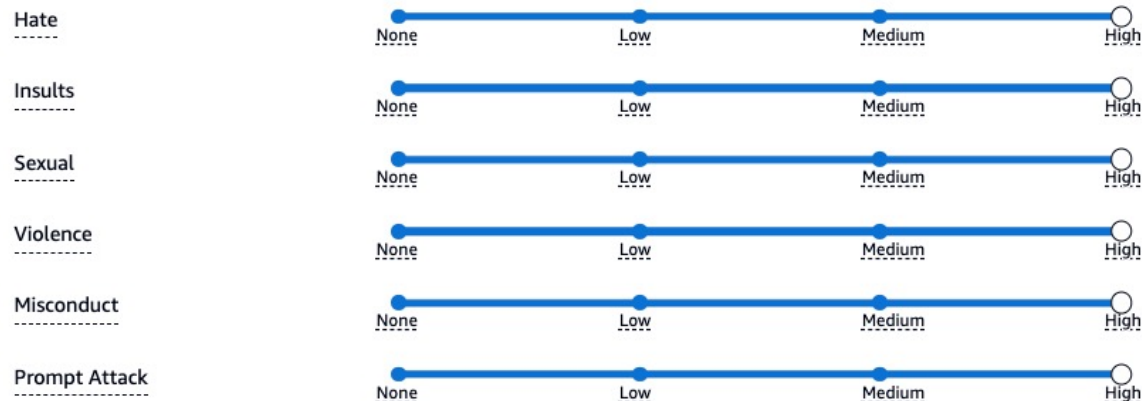 Hate
None Low Medium High
Insults
None Low Medium High
Sexual
None Low Medium High
Violence
None Low Medium High
Misconduct
None Low Medium High
Prompt Attack
None Low Medium High